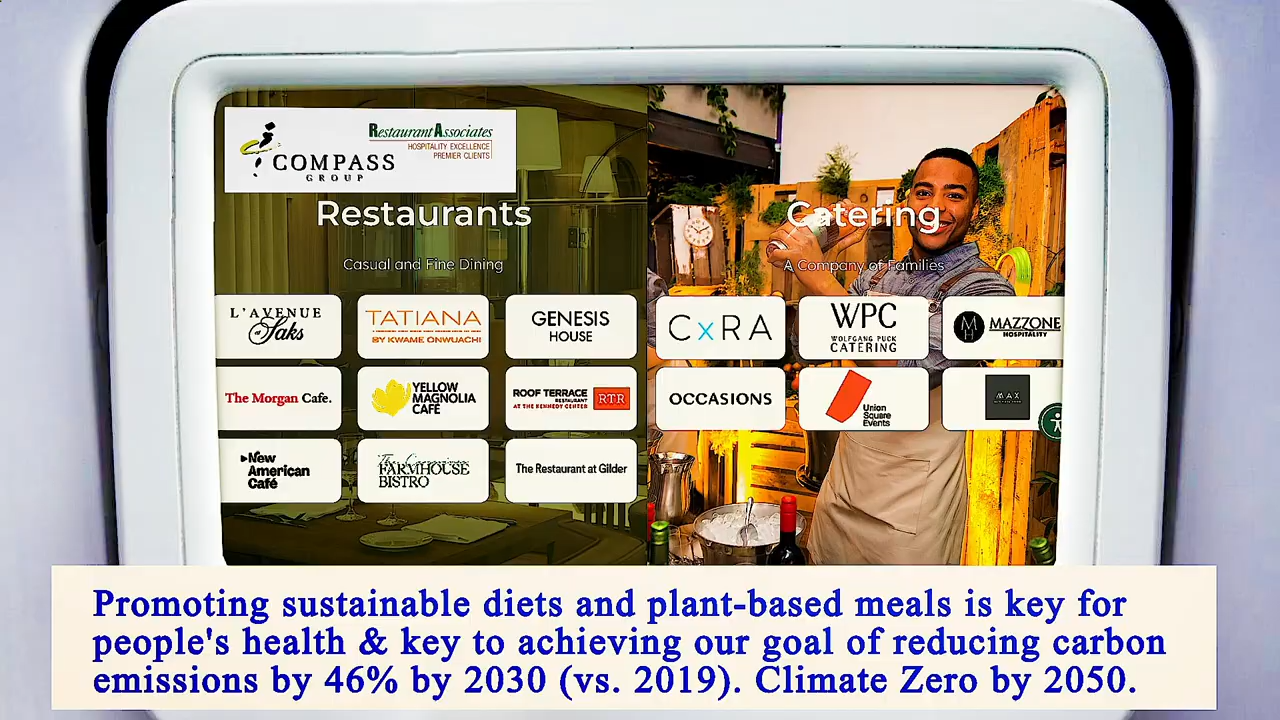 COMPASS
GROUP
Restaurant Associates
HOSPITALITY EXCELLENCE
PREMIER CLIENTS
Restaurants
Casual and Fine Dining
L'AVENUE
at Saks
TATIANA
BY KWAME ONWUACHI
GENESIS
HOUSE
The Morgan Cafe.
YELLOW
MAGNOLIA
CAFÉ
ROOF TERRACE
RESTAURANT
AT THE KENNEDY CENTER
RTR
New
American
Café
FARMHOUSE
BISTRO
The Restaurant at Gilder
Catering
A Company of Families
CxRA
WPC
WOLFGANG PUCK
CATERING
MH
MAZZONE
HOSPITALITY
OCCASIONS
Union
Square
Events
MAX
Promoting sustainable diets and plant-based meals is key for
people's health & key to achieving our goal of reducing carbon
emissions by 46% by 2030 (vs. 2019). Climate Zero by 2050.